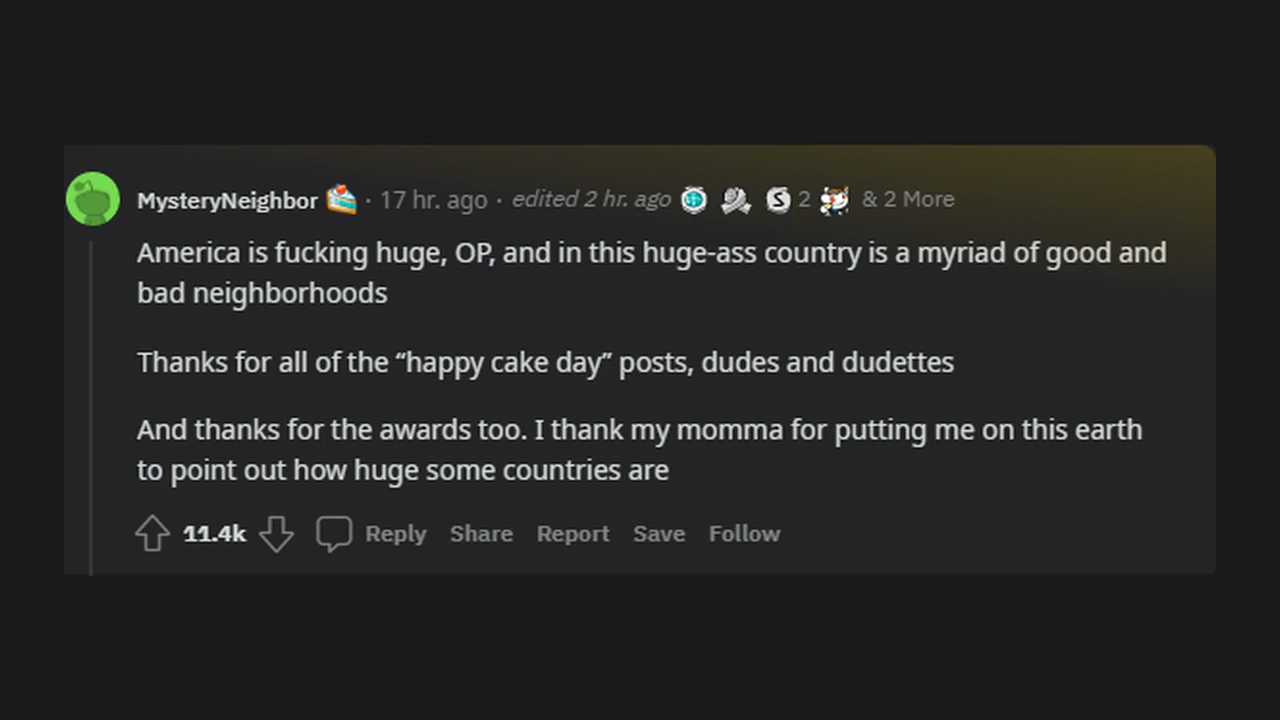 MysteryNeighbor · 17 hr. ago · edited 2 hr. ago S 2 & 2 More
America is fucking huge, OP, and in this huge-ass country is a myriad of good and
bad neighborhoods
Thanks for all of the “happy cake day” posts, dudes and dudettes
And thanks for the awards too. I thank my momma for putting me on this earth
to point out how huge some countries are
11.4k Reply Share Report Save Follow